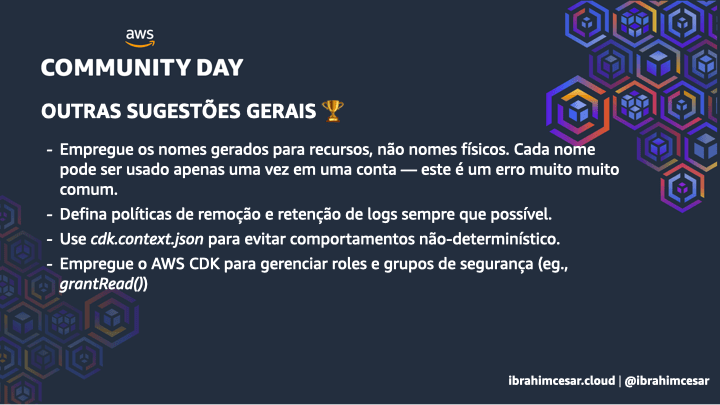 aws
COMMUNITY DAY
OUTRAS SUGESTÕES GERAIS 🏆
- Empregue os nomes gerados para recursos, não nomes físicos. Cada nome
pode ser usado apenas uma vez em uma conta — este é um erro muito muito
comum.
- Defina políticas de remoção e retenção de logs sempre que possível.
- Use cdk.context.json para evitar comportamentos não-determinístico.
- Empregue o AWS CDK para gerenciar roles e grupos de segurança (eg.,
grantRead())
ibrahimcesar.cloud | @ibrahimcesar